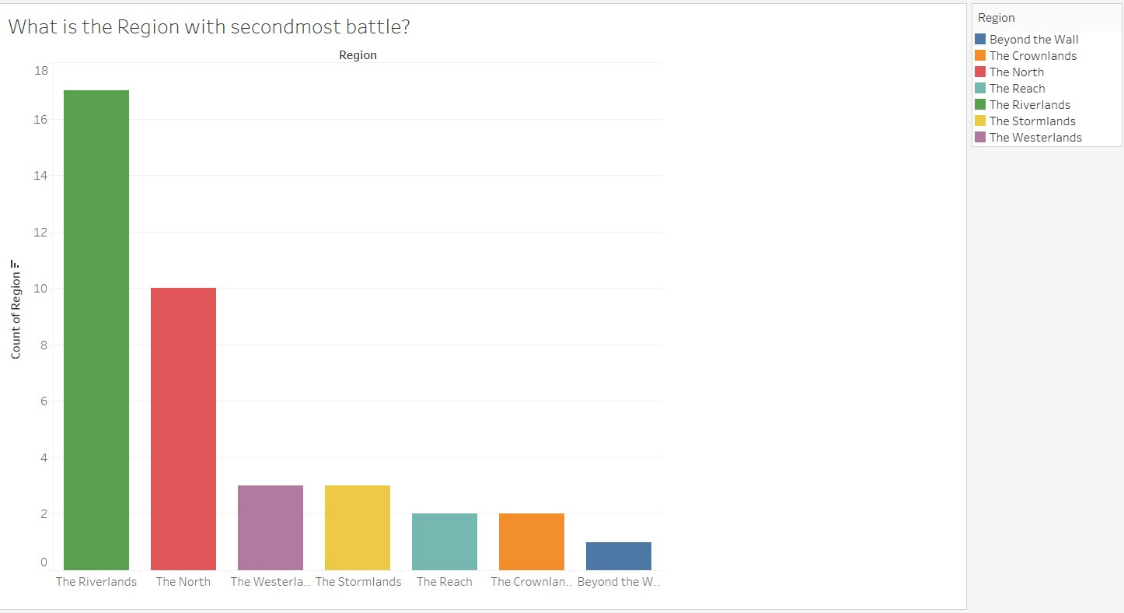 What is the Region with secondmost battle?
Region
18
16
14
12
10
8
6
4
2
0
Count of Region
The Riverlands
The North
The Westerla..
The Stormlands
The Reach
The Crownlan..
Beyond the W..
Region
Beyond the Wall
The Crownlands
The North
The Reach
The Riverlands
The Stormlands
The Westerlands